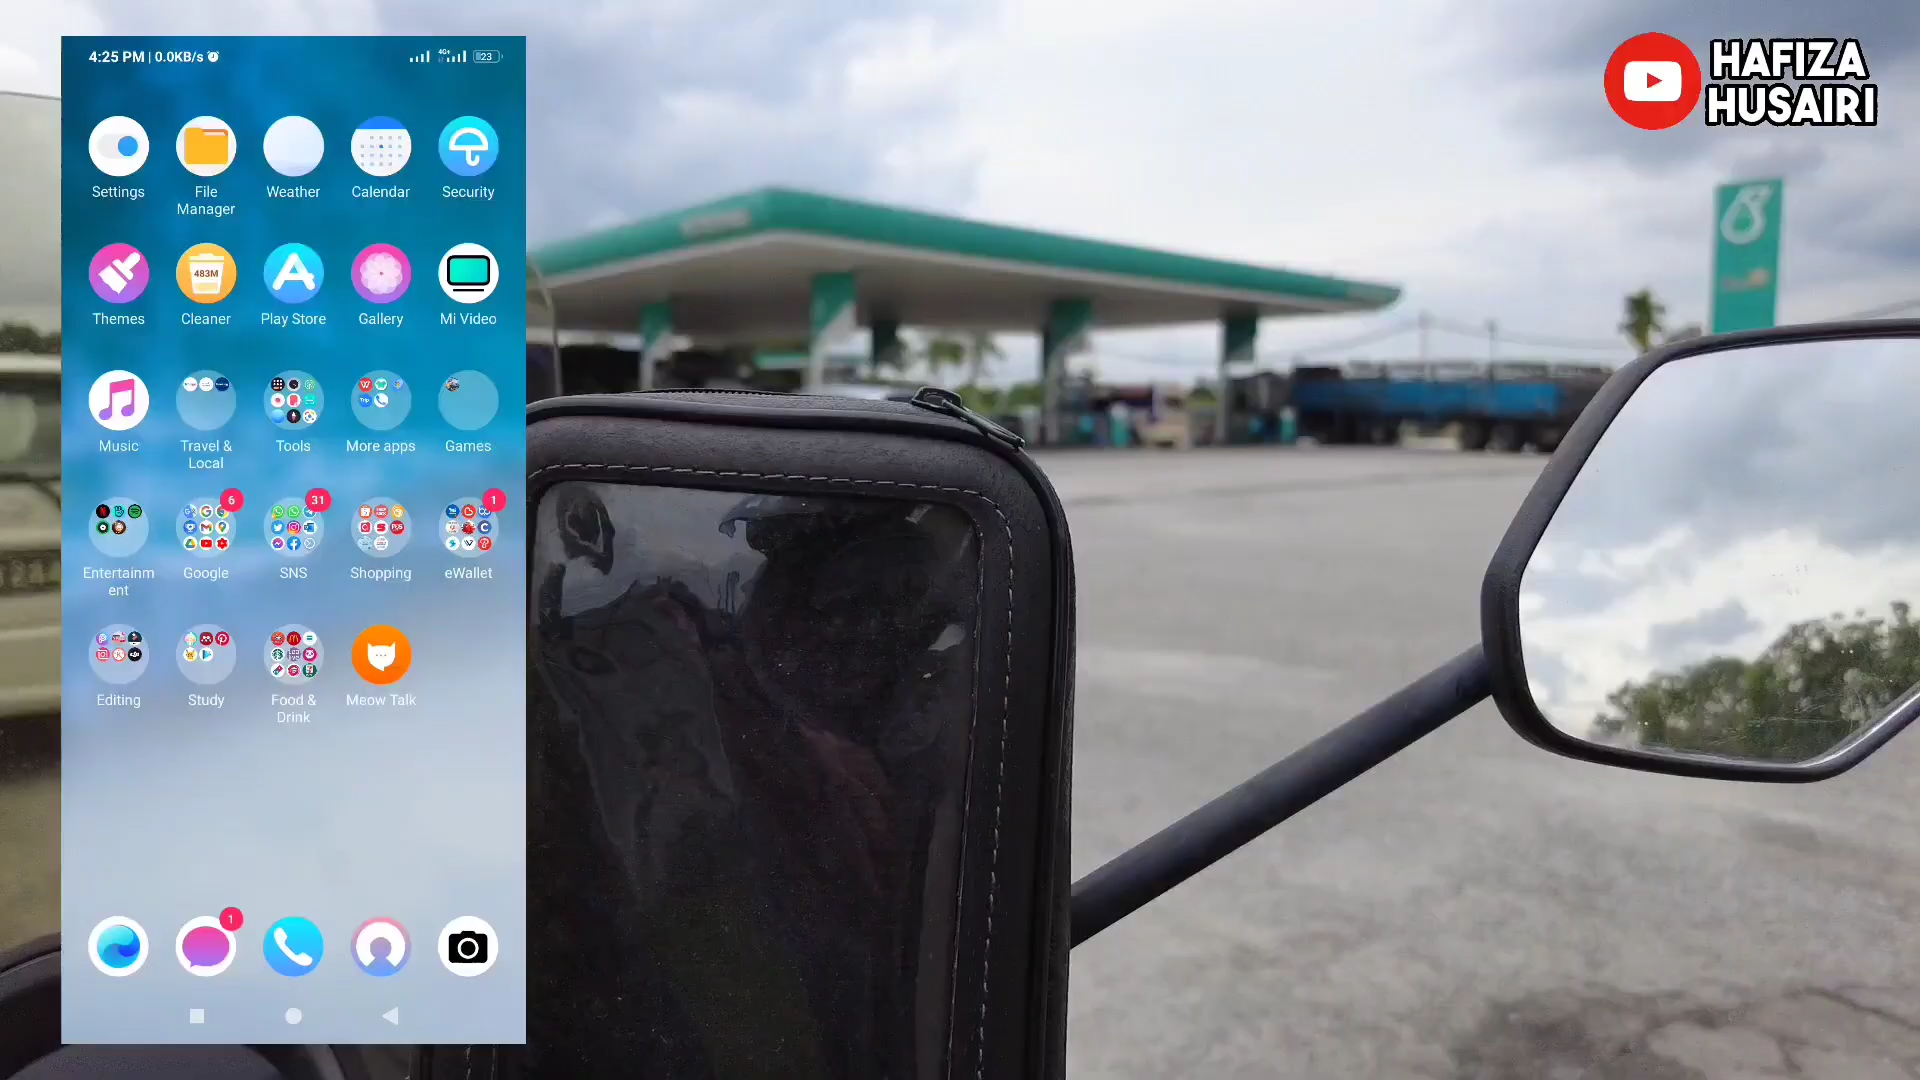 4:25 PM | 0.0KB/s
4G+
23
HAFIZA
HUSAIRI
Settings
File
Manager
Weather
Calendar
Security
483M
Themes
Cleaner
Play Store
Gallery
Mi Video
Music
Travel &
Local
Tools
More apps
Games
6
31
1
Entertainm
ent
Google
SNS
Shopping
eWallet
Editing
Study
Food &
Drink
Meow Talk
1